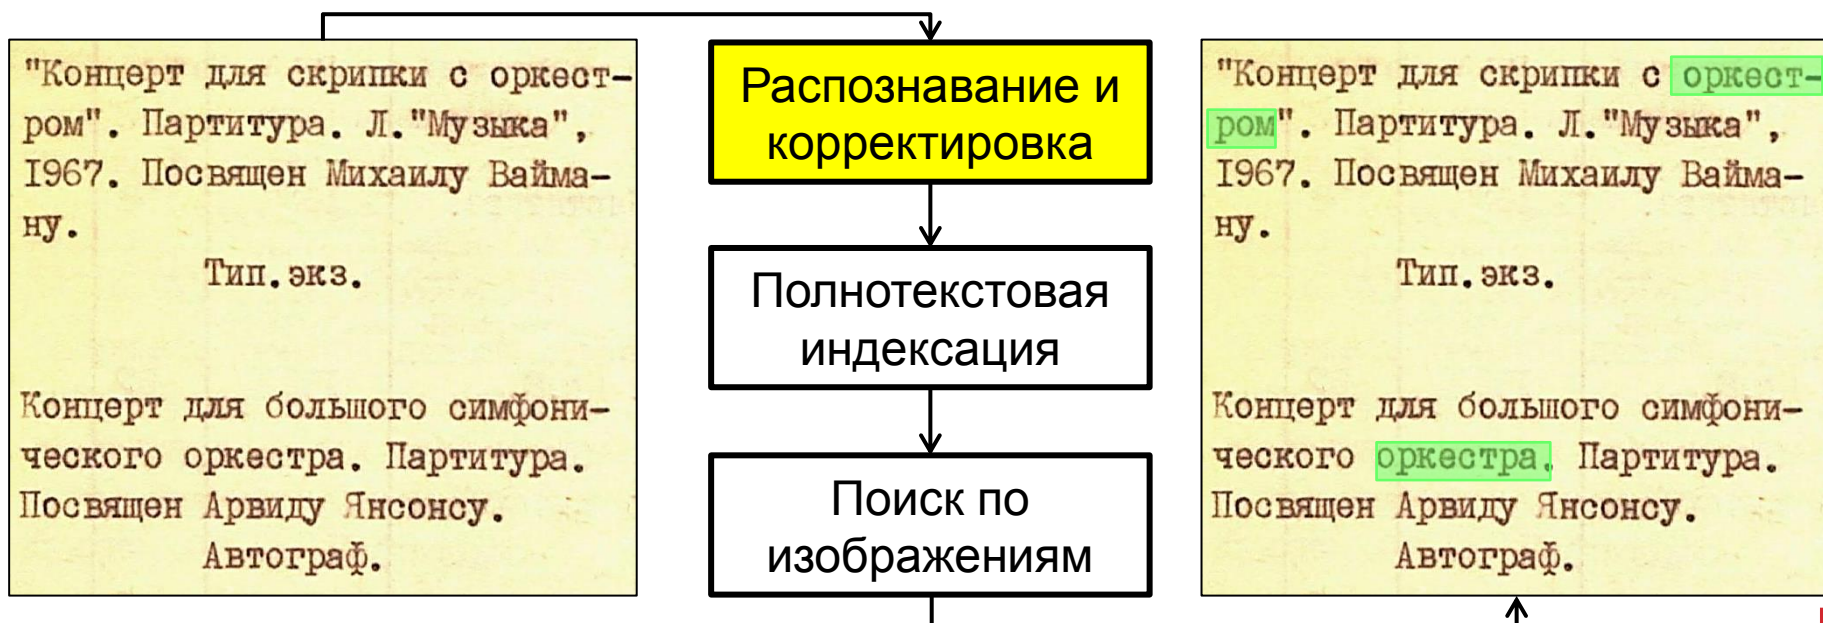 "Концерт для скрипки с оркест-
ром". Партитура. Л."Музыка",
I967. Посвящен Михаилу Вайма-
ну.
Тип.экз.
Концерт для большого симфони-
ческого оркестра. Партитура.
Посвящен Арвиду Янсонсу.
Автограф.
Распознавание и
корректировка
Полнотекстовая
индексация
Поиск по
изображениям
"Концерт для скрипки с оркест-
ром". Партитура. Л."Музыка",
I967. Посвящен Михаилу Вайма-
ну.
Тип.экз.
Концерт для большого симфони-
ческого оркестра. Партитура.
Посвящен Арвиду Янсонсу.
Автограф.